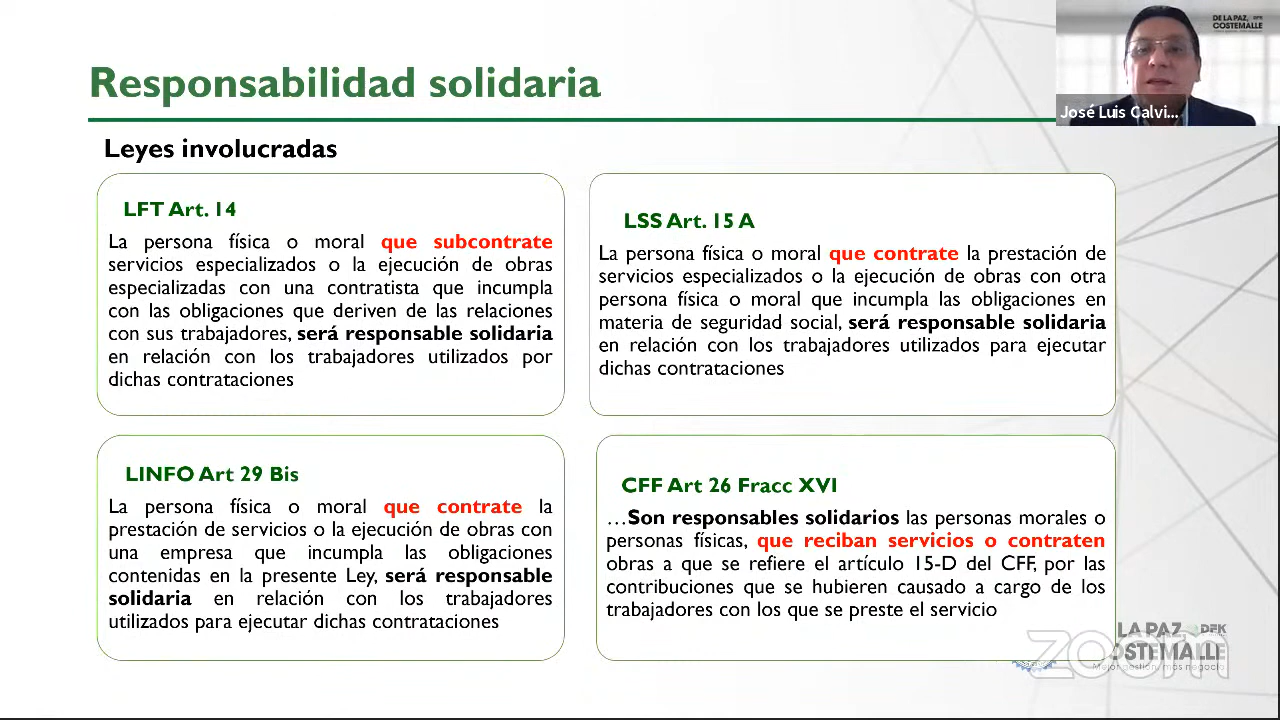 DE LA PAZ, DFK
COSTEMALLE
José Luis Calvi...
Responsabilidad solidaria
Leyes involucradas
LFT Art. 14
La persona física o moral que subcontrate
servicios especializados o la ejecución de obras
especializadas con una contratista que incumpla
con las obligaciones que deriven de las relaciones
con sus trabajadores, será responsable solidaria
en relación con los trabajadores utilizados por
dichas contrataciones
LSS Art. 15 A
La persona física o moral que contrate la prestación de
servicios especializados o la ejecución de obras con otra
persona física o moral que incumpla las obligaciones en
materia de seguridad social, será responsable solidaria
en relación con los trabajadores utilizados para ejecutar
dichas contrataciones
LINFO Art 29 Bis
La persona física o moral que contrate la
prestación de servicios o la ejecución de obras con
una empresa que incumpla las obligaciones
contenidas en la presente Ley, será responsable
solidaria en relación con los trabajadores
utilizados para ejecutar dichas contrataciones
CFF Art 26 Fracc XVI
…Son responsables solidarios las personas morales o
personas físicas, que reciban servicios o contraten
obras a que se refiere el artículo 15-D del CFF, por las
contribuciones que se hubieren causado a cargo de los
trabajadores con los que se preste el servicio
LA PAZ DFK
OSTEMALLE
Mejor gestión, más negocio
zoom